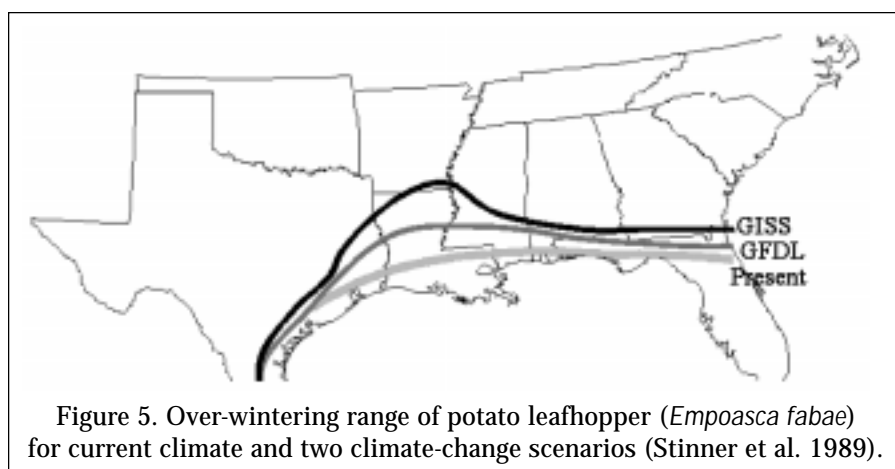 GISS
GFDL
Present
Figure 5. Over-wintering range of potato leafhopper (Empoasca fabae)
for current climate and two climate-change scenarios (Stinner et al. 1989).